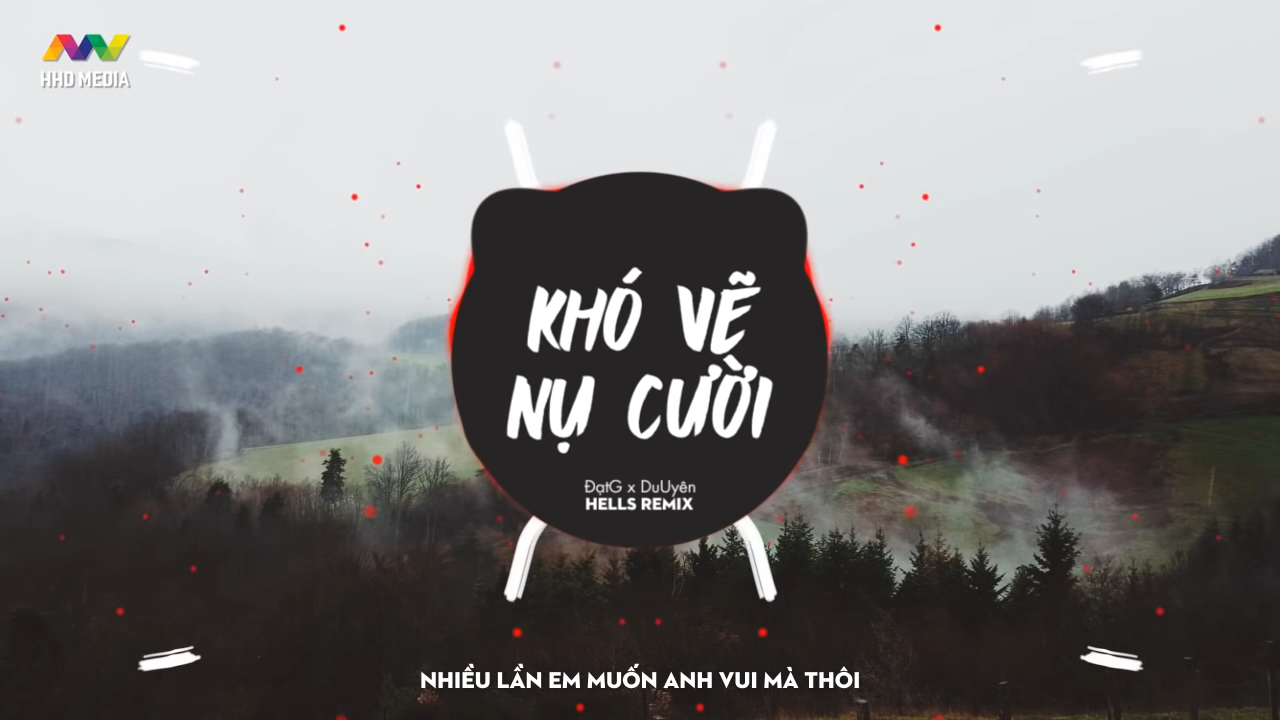 HHD MEDIA
KHÓ VẼ
NỤ CƯỜI
ĐạtG x DuUyên
HELLS REMIX
NHIỀU LẦN EM MUỐN ANH VUI MÀ THÔI